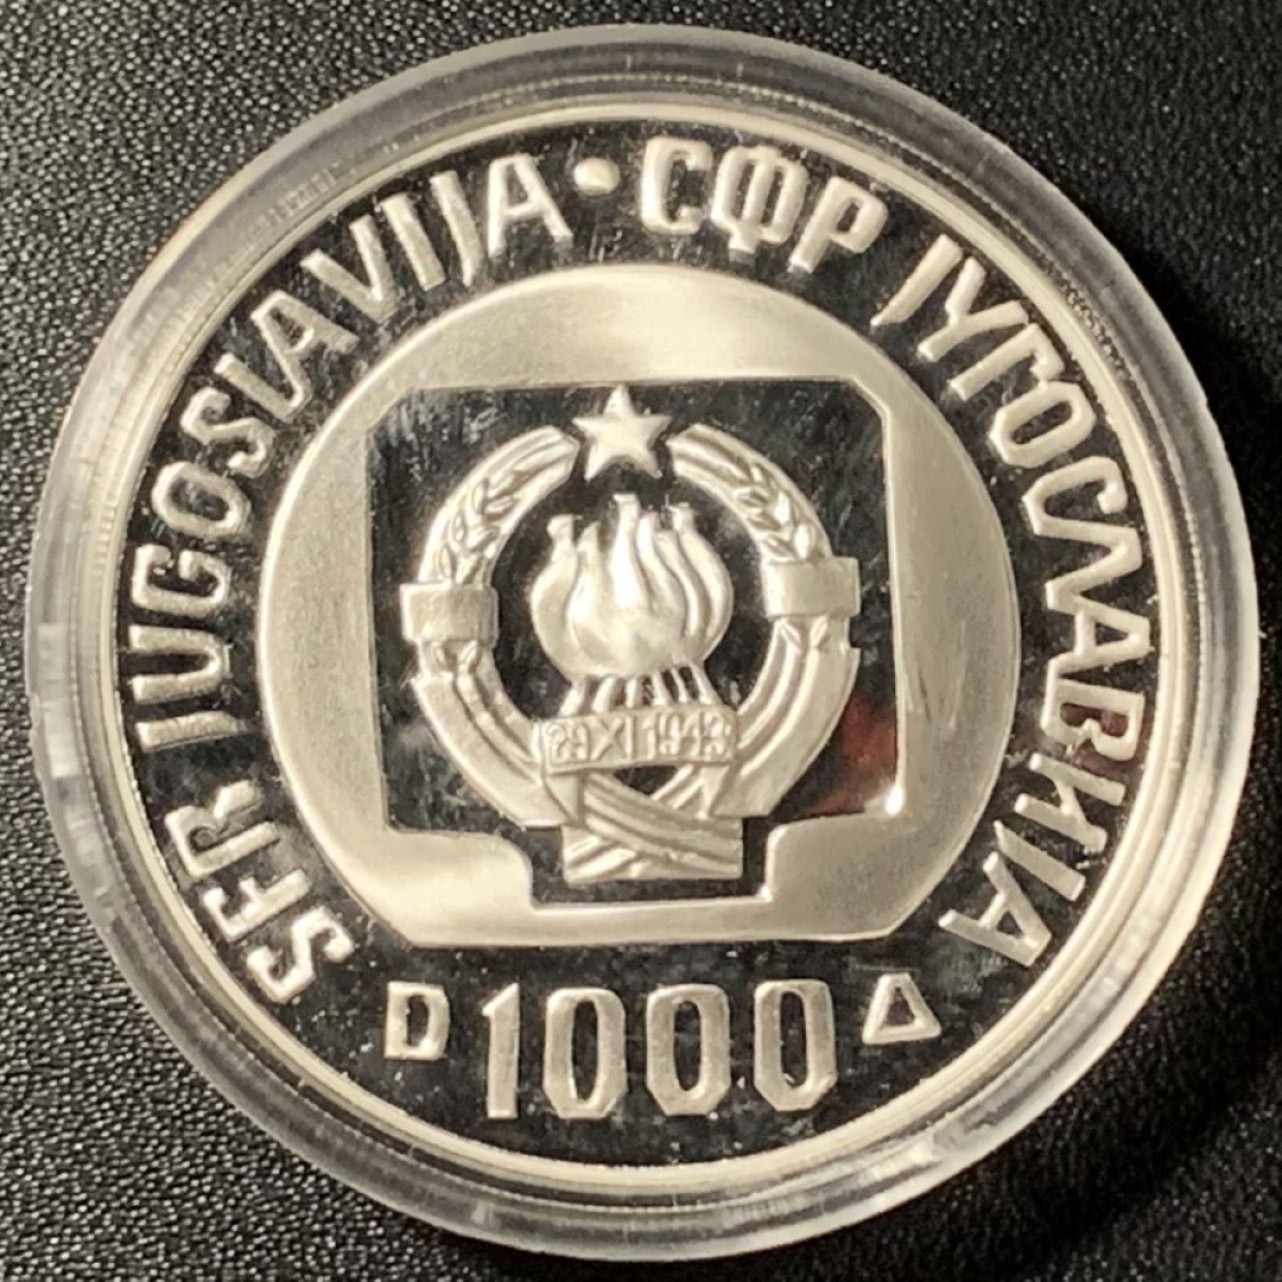 SFR JUGOSLAVIJA • СФР ЈУГОСЛАВИЈА
29 XI 1943
D 1000 Д